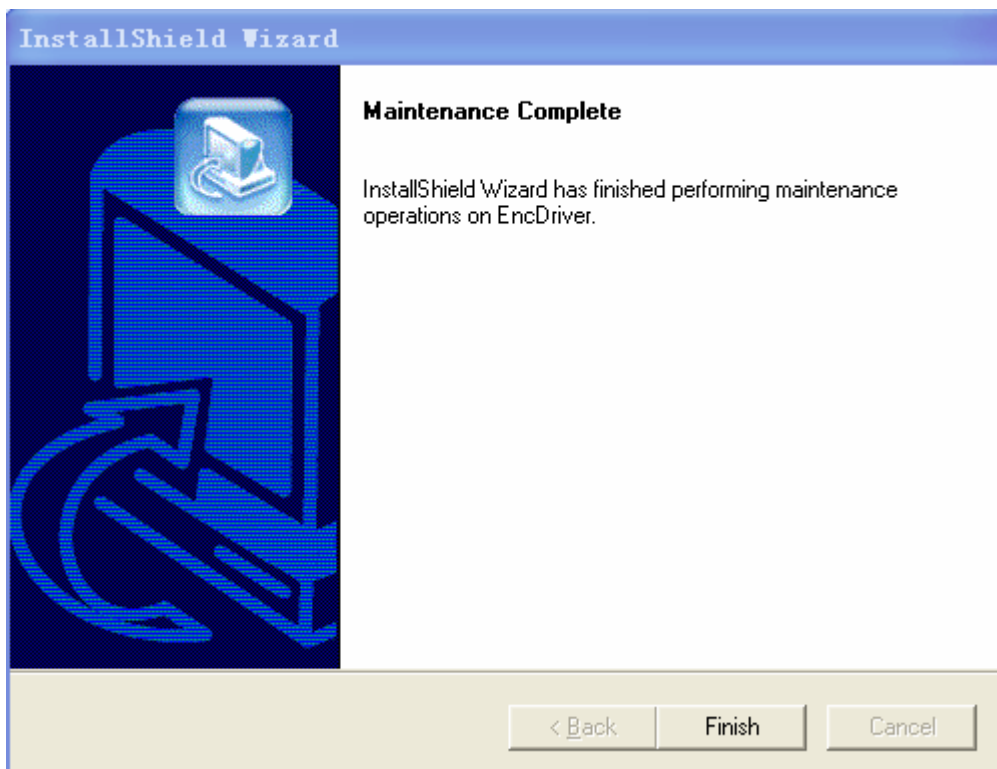 InstallShield Wizard
Maintenance Complete
InstallShield Wizard has finished performing maintenance
operations on EncDriver.
< Back
Finish
Cancel